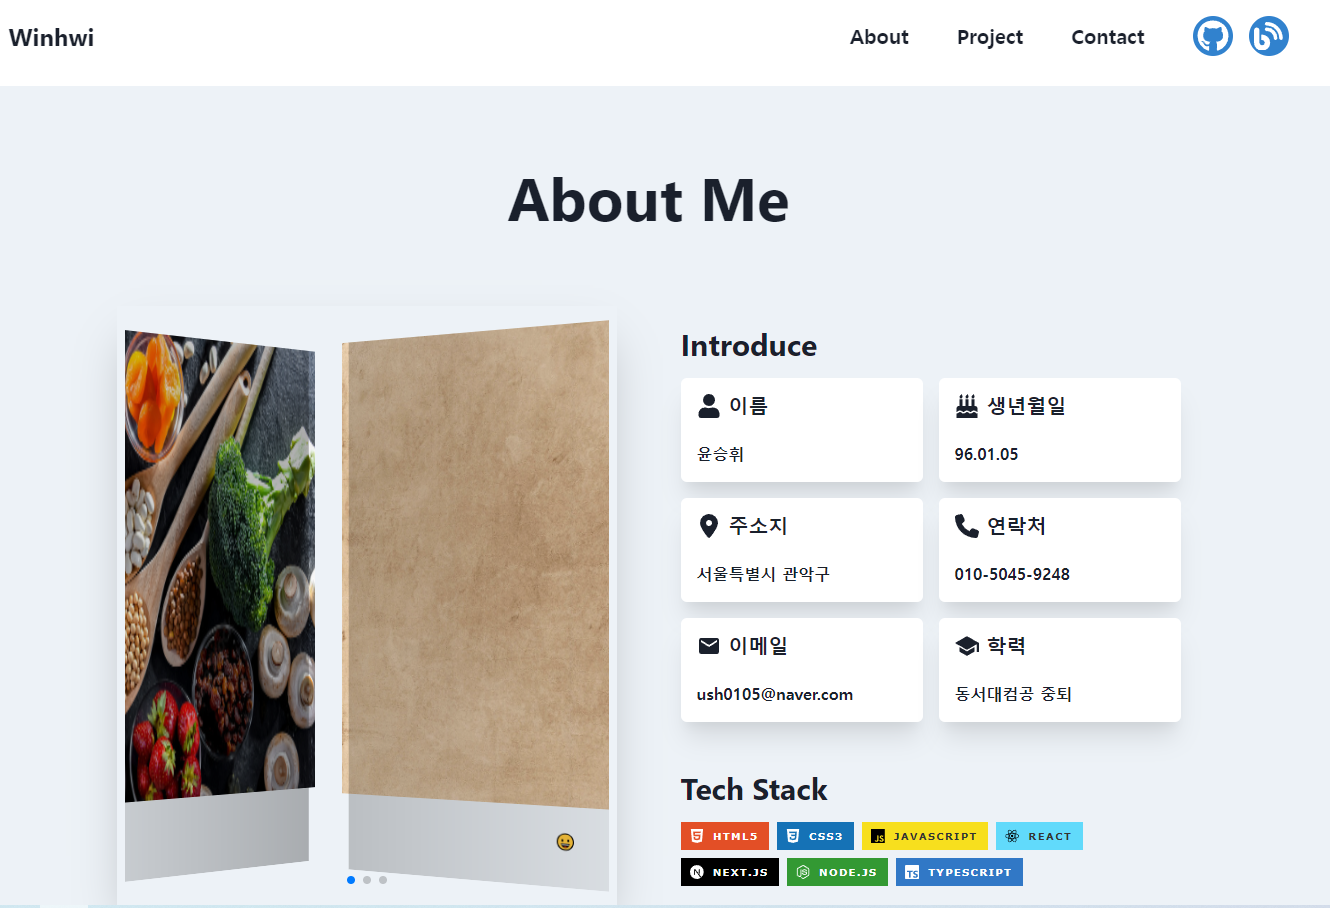 Winhwi
About Project Contact
About Me
Introduce
이름
윤승휘
생년월일
96.01.05
주소지
서울특별시 관악구
연락처
010-5045-9248
이메일
ush0105@naver.com
학력
동서대컴공 중퇴
Tech Stack
HTML5 CSS3 JS JAVASCRIPT REACT
N NEXT.JS JS NODE.JS TS TYPESCRIPT